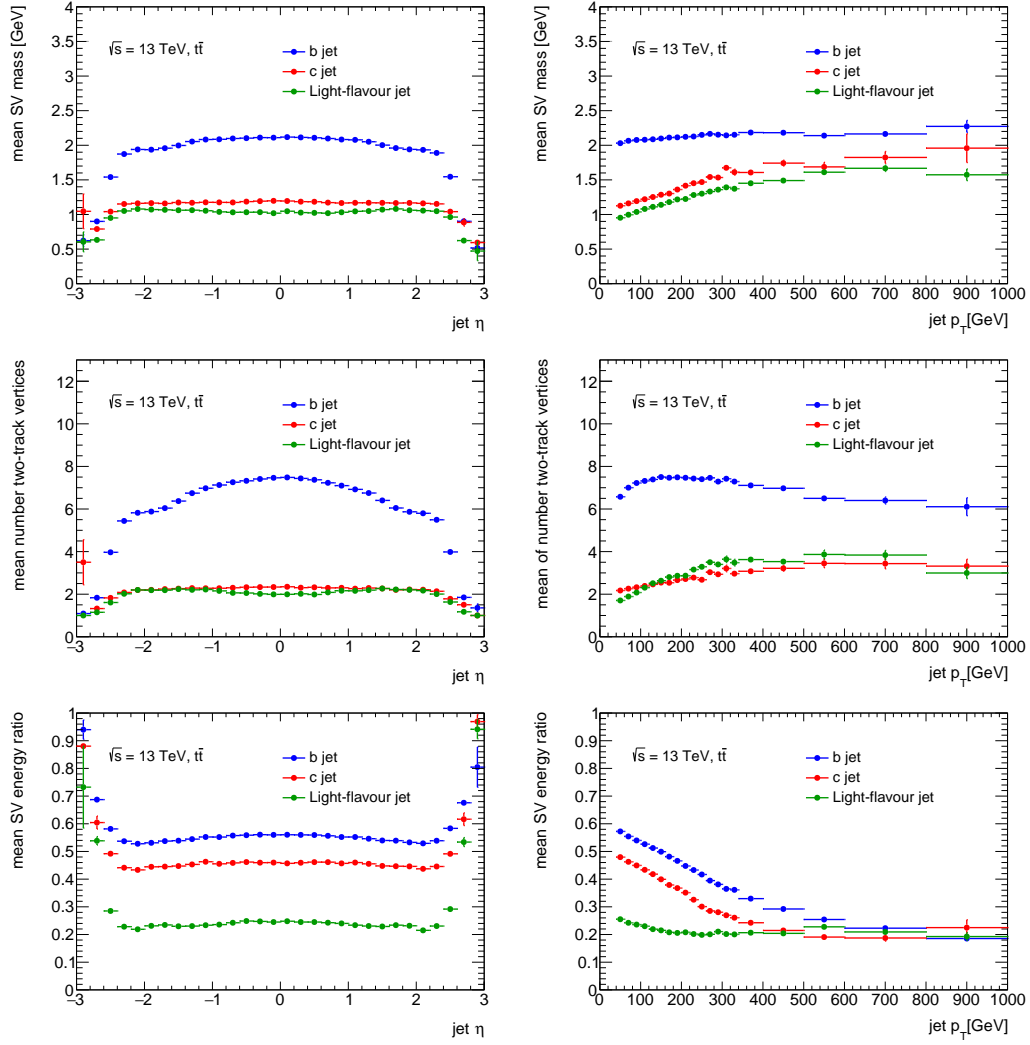 mean SV mass [GeV]
4
3.5
3
2.5
2
1.5
1
0.5
0
√s = 13 TeV, tt̄
b jet
c jet
Light-flavour jet
−3 −2 −1 0 1 2 3
jet η
mean SV mass [GeV]
4
3.5
3
2.5
2
1.5
1
0.5
0
√s = 13 TeV, tt̄
b jet
c jet
Light-flavour jet
0 100 200 300 400 500 600 700 800 900 1000
jet p_T[GeV]
mean number two-track vertices
12
10
8
6
4
2
0
√s = 13 TeV, tt̄
b jet
c jet
Light-flavour jet
−3 −2 −1 0 1 2 3
jet η
mean of number two-track vertices
12
10
8
6
4
2
0
√s = 13 TeV, tt̄
b jet
c jet
Light-flavour jet
0 100 200 300 400 500 600 700 800 900 1000
jet p_T[GeV]
mean SV energy ratio
1
0.9
0.8
0.7
0.6
0.5
0.4
0.3
0.2
0.1
0
√s = 13 TeV, tt̄
b jet
c jet
Light-flavour jet
−3 −2 −1 0 1 2 3
jet η
mean SV energy ratio
1
0.9
0.8
0.7
0.6
0.5
0.4
0.3
0.2
0.1
0
√s = 13 TeV, tt̄
b jet
c jet
Light-flavour jet
0 100 200 300 400 500 600 700 800 900 1000
jet p_T[GeV]